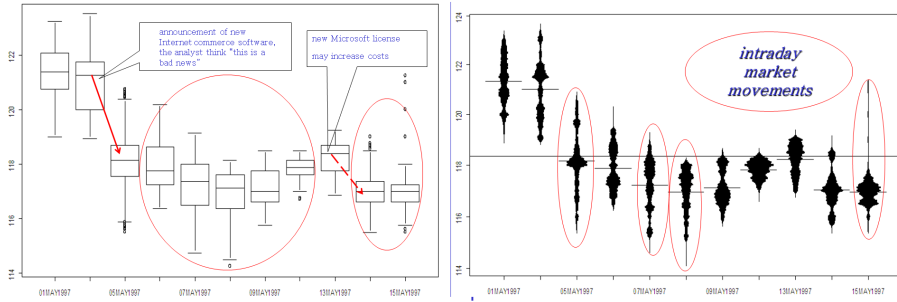 announcement of new
Internet commerce software,
the analyst think "this is a
bad news"
new Microsoft license
may increase costs
122
120
118
116
114
01MAY1997
05MAY1997
07MAY1997
09MAY1997
13MAY1997
15MAY1997
intraday
market
movements
124
122
120
118
116
114
01MAY1997
05MAY1997
07MAY1997
09MAY1997
13MAY1997
15MAY1997